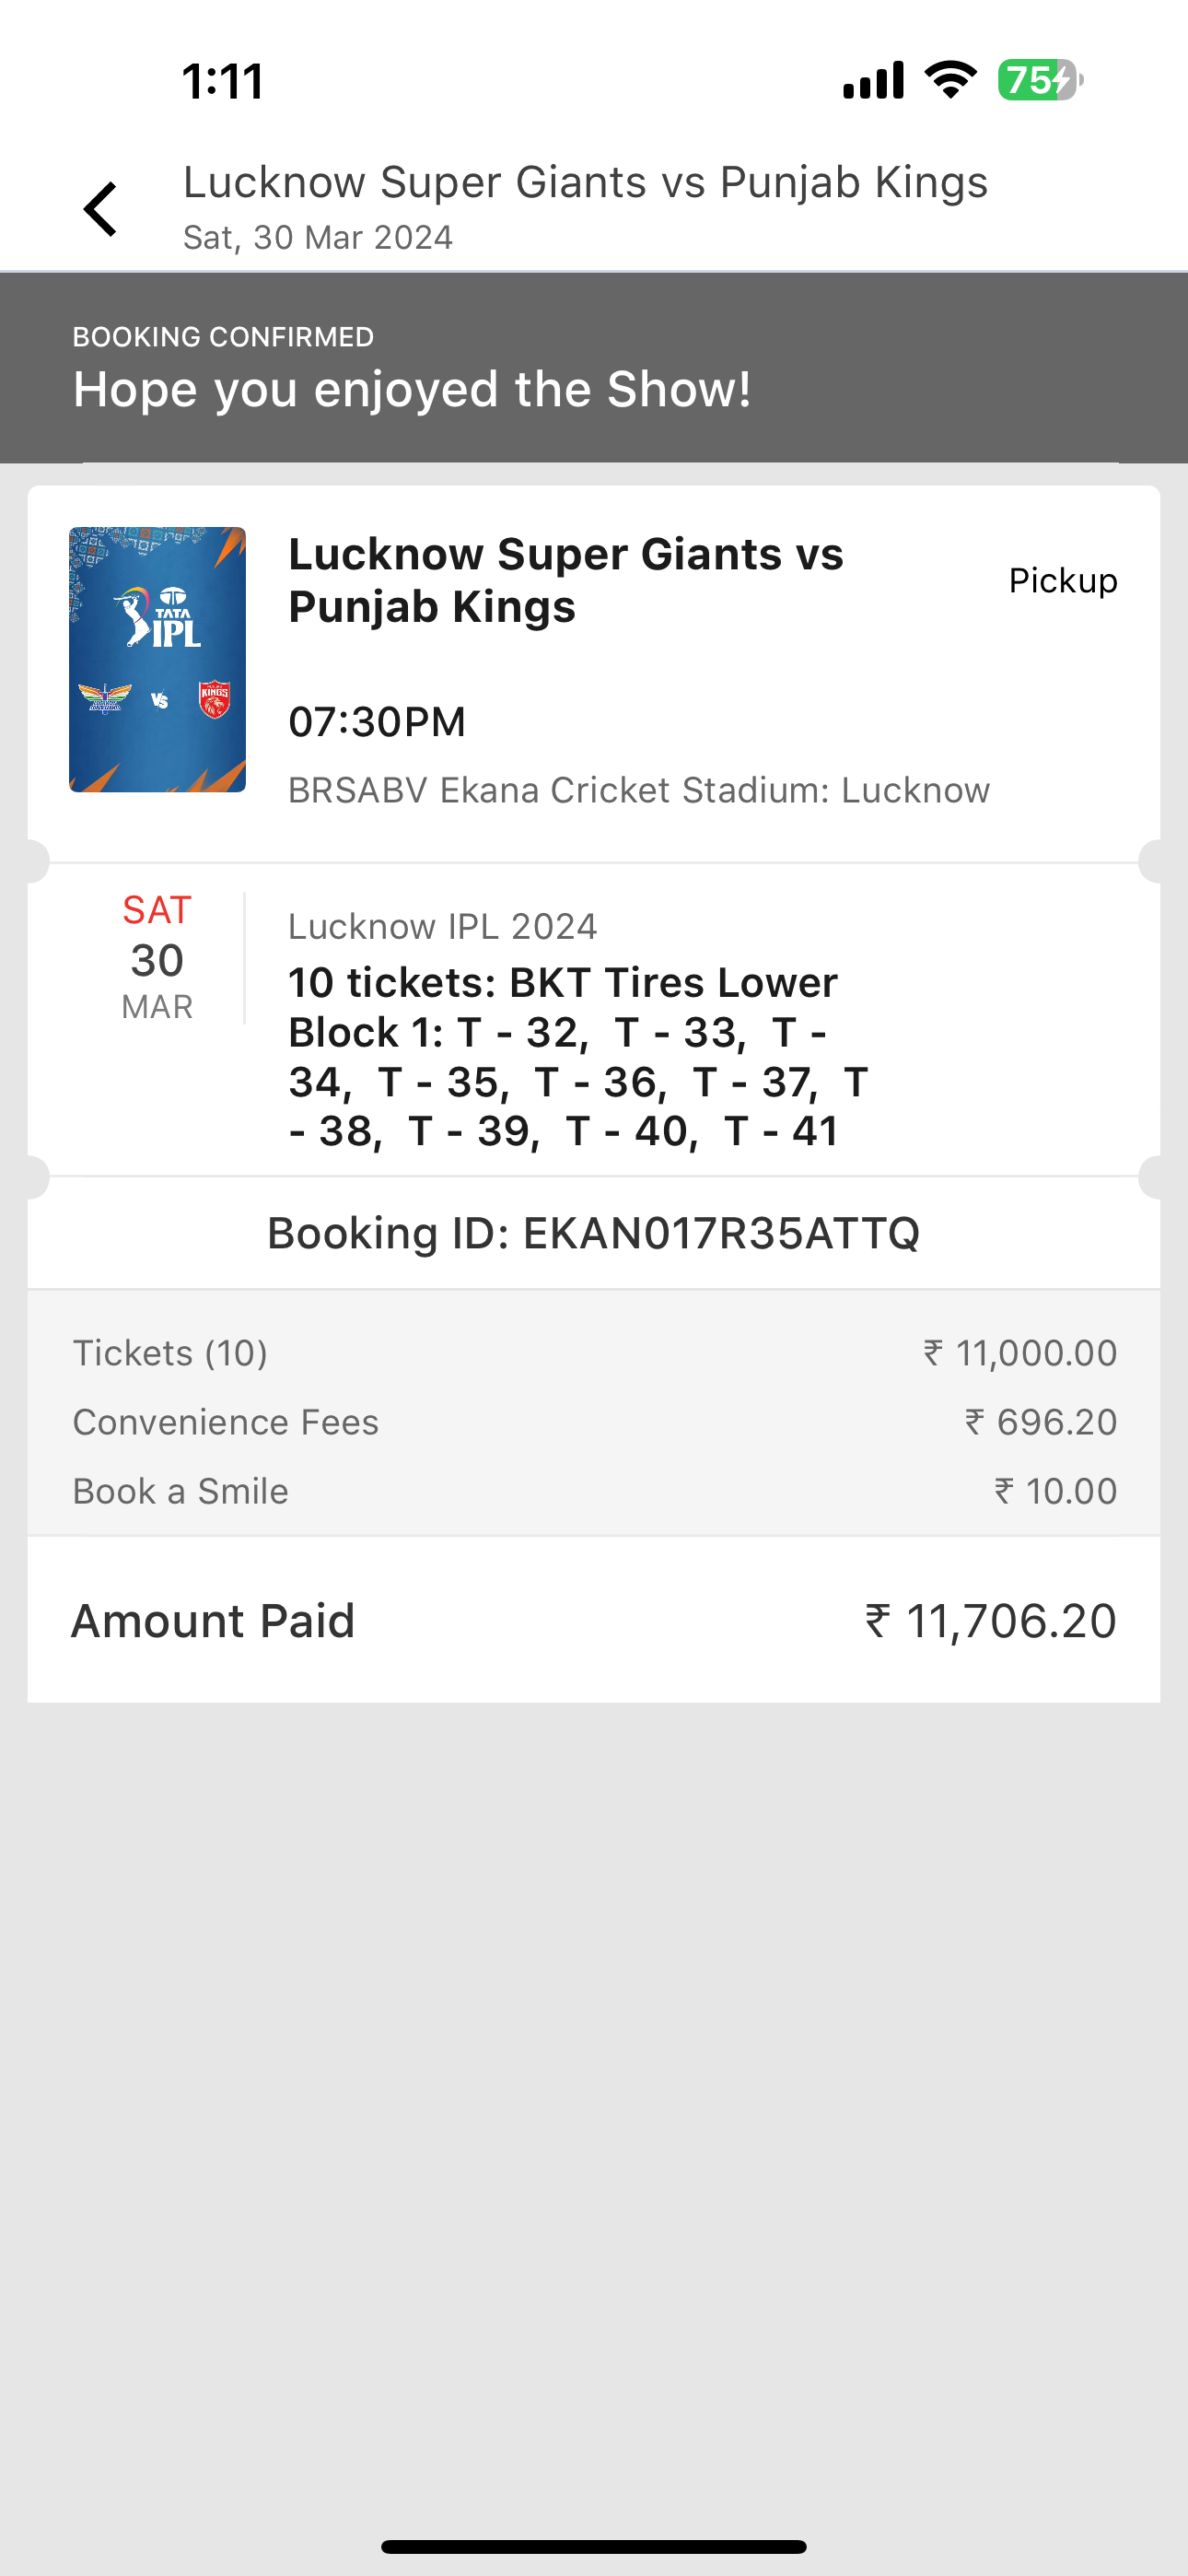 1:11
75
Lucknow Super Giants vs Punjab Kings
Sat, 30 Mar 2024
BOOKING CONFIRMED
Hope you enjoyed the Show!
TATA
IPL
VS
KINGS
Lucknow Super Giants vs
Punjab Kings
Pickup
07:30PM
BRSABV Ekana Cricket Stadium: Lucknow
SAT
30
MAR
Lucknow IPL 2024
10 tickets: BKT Tires Lower
Block 1: T - 32, T - 33, T -
34, T - 35, T - 36, T - 37, T
- 38, T - 39, T - 40, T - 41
Booking ID: EKAN017R35ATTQ
Tickets (10) ₹ 11,000.00
Convenience Fees ₹ 696.20
Book a Smile ₹ 10.00
Amount Paid ₹ 11,706.20